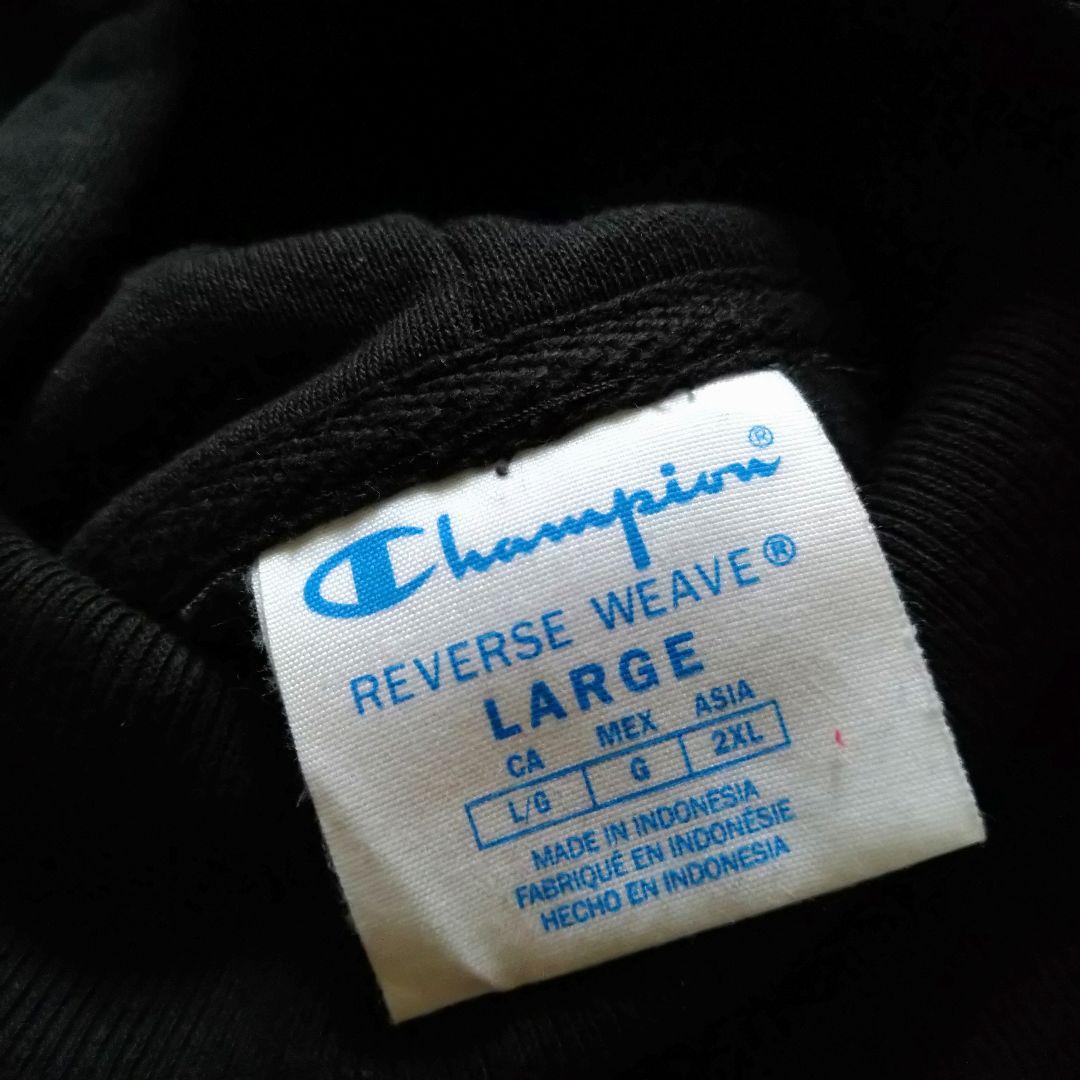 Champion®
REVERSE WEAVE®
LARGE
CA MEX ASIA
L/G G 2XL
MADE IN INDONESIA
FABRIQUÉ EN INDONÉSIE
HECHO EN INDONESIA